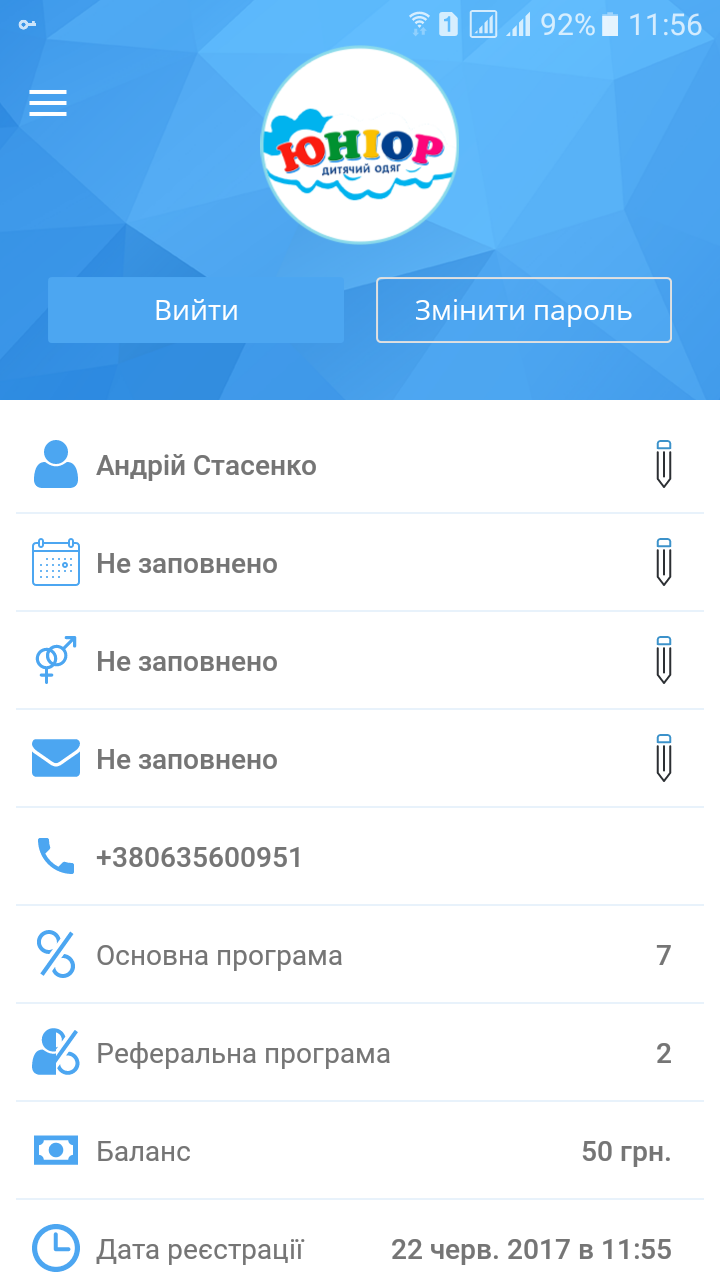 1 92% 11:56
ЮНІОР
дитячий одяг
Вийти
Змінити пароль
Андрій Стасенко
Не заповнено
Не заповнено
Не заповнено
+380635600951
Основна програма 7
Реферальна програма 2
Баланс 50 грн.
Дата реєстрації 22 черв. 2017 в 11:55